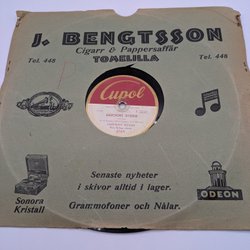 J. BENGTSSON
Cigarr & Pappersaffär
Tel. 448 TOMELILLA Tel. 448
Cupol
Senaste nyheter
i skivor alltid i lager.
Grammofoner och Nålar.
Sonora
Kristall
ODEON